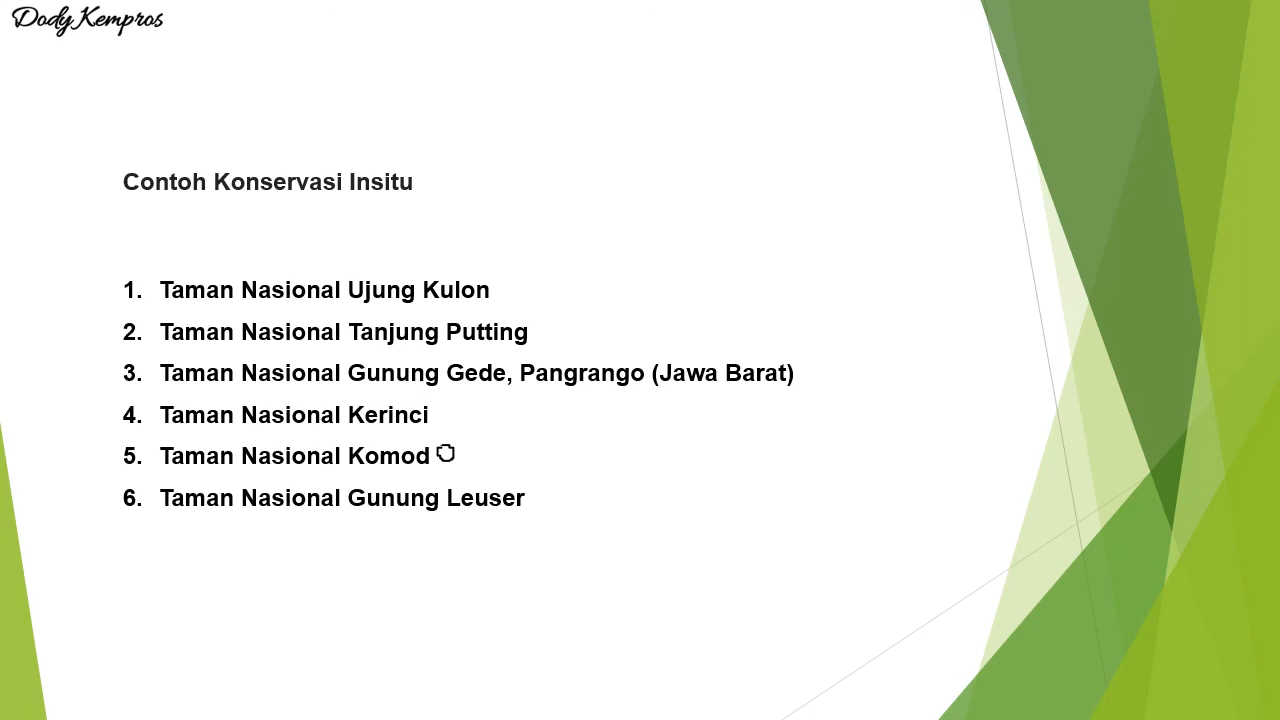 Dody Kempros
Contoh Konservasi Insitu
1. Taman Nasional Ujung Kulon
2. Taman Nasional Tanjung Putting
3. Taman Nasional Gunung Gede, Pangrango (Jawa Barat)
4. Taman Nasional Kerinci
5. Taman Nasional Komod
6. Taman Nasional Gunung Leuser